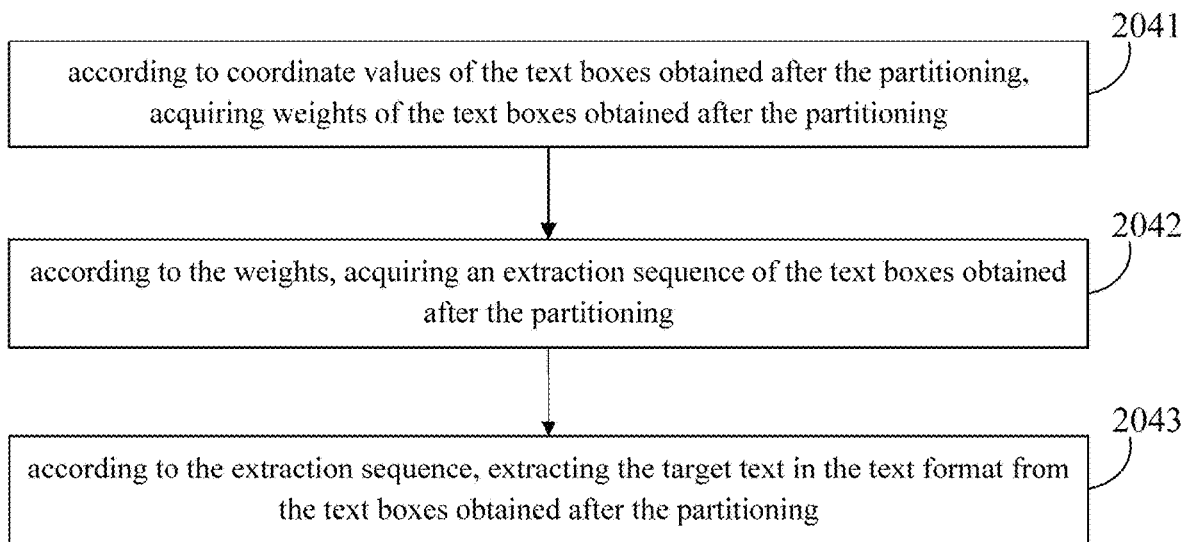 2041
according to coordinate values of the text boxes obtained after the partitioning,
acquiring weights of the text boxes obtained after the partitioning
2042
according to the weights, acquiring an extraction sequence of the text boxes obtained
after the partitioning
2043
according to the extraction sequence, extracting the target text in the text format from
the text boxes obtained after the partitioning